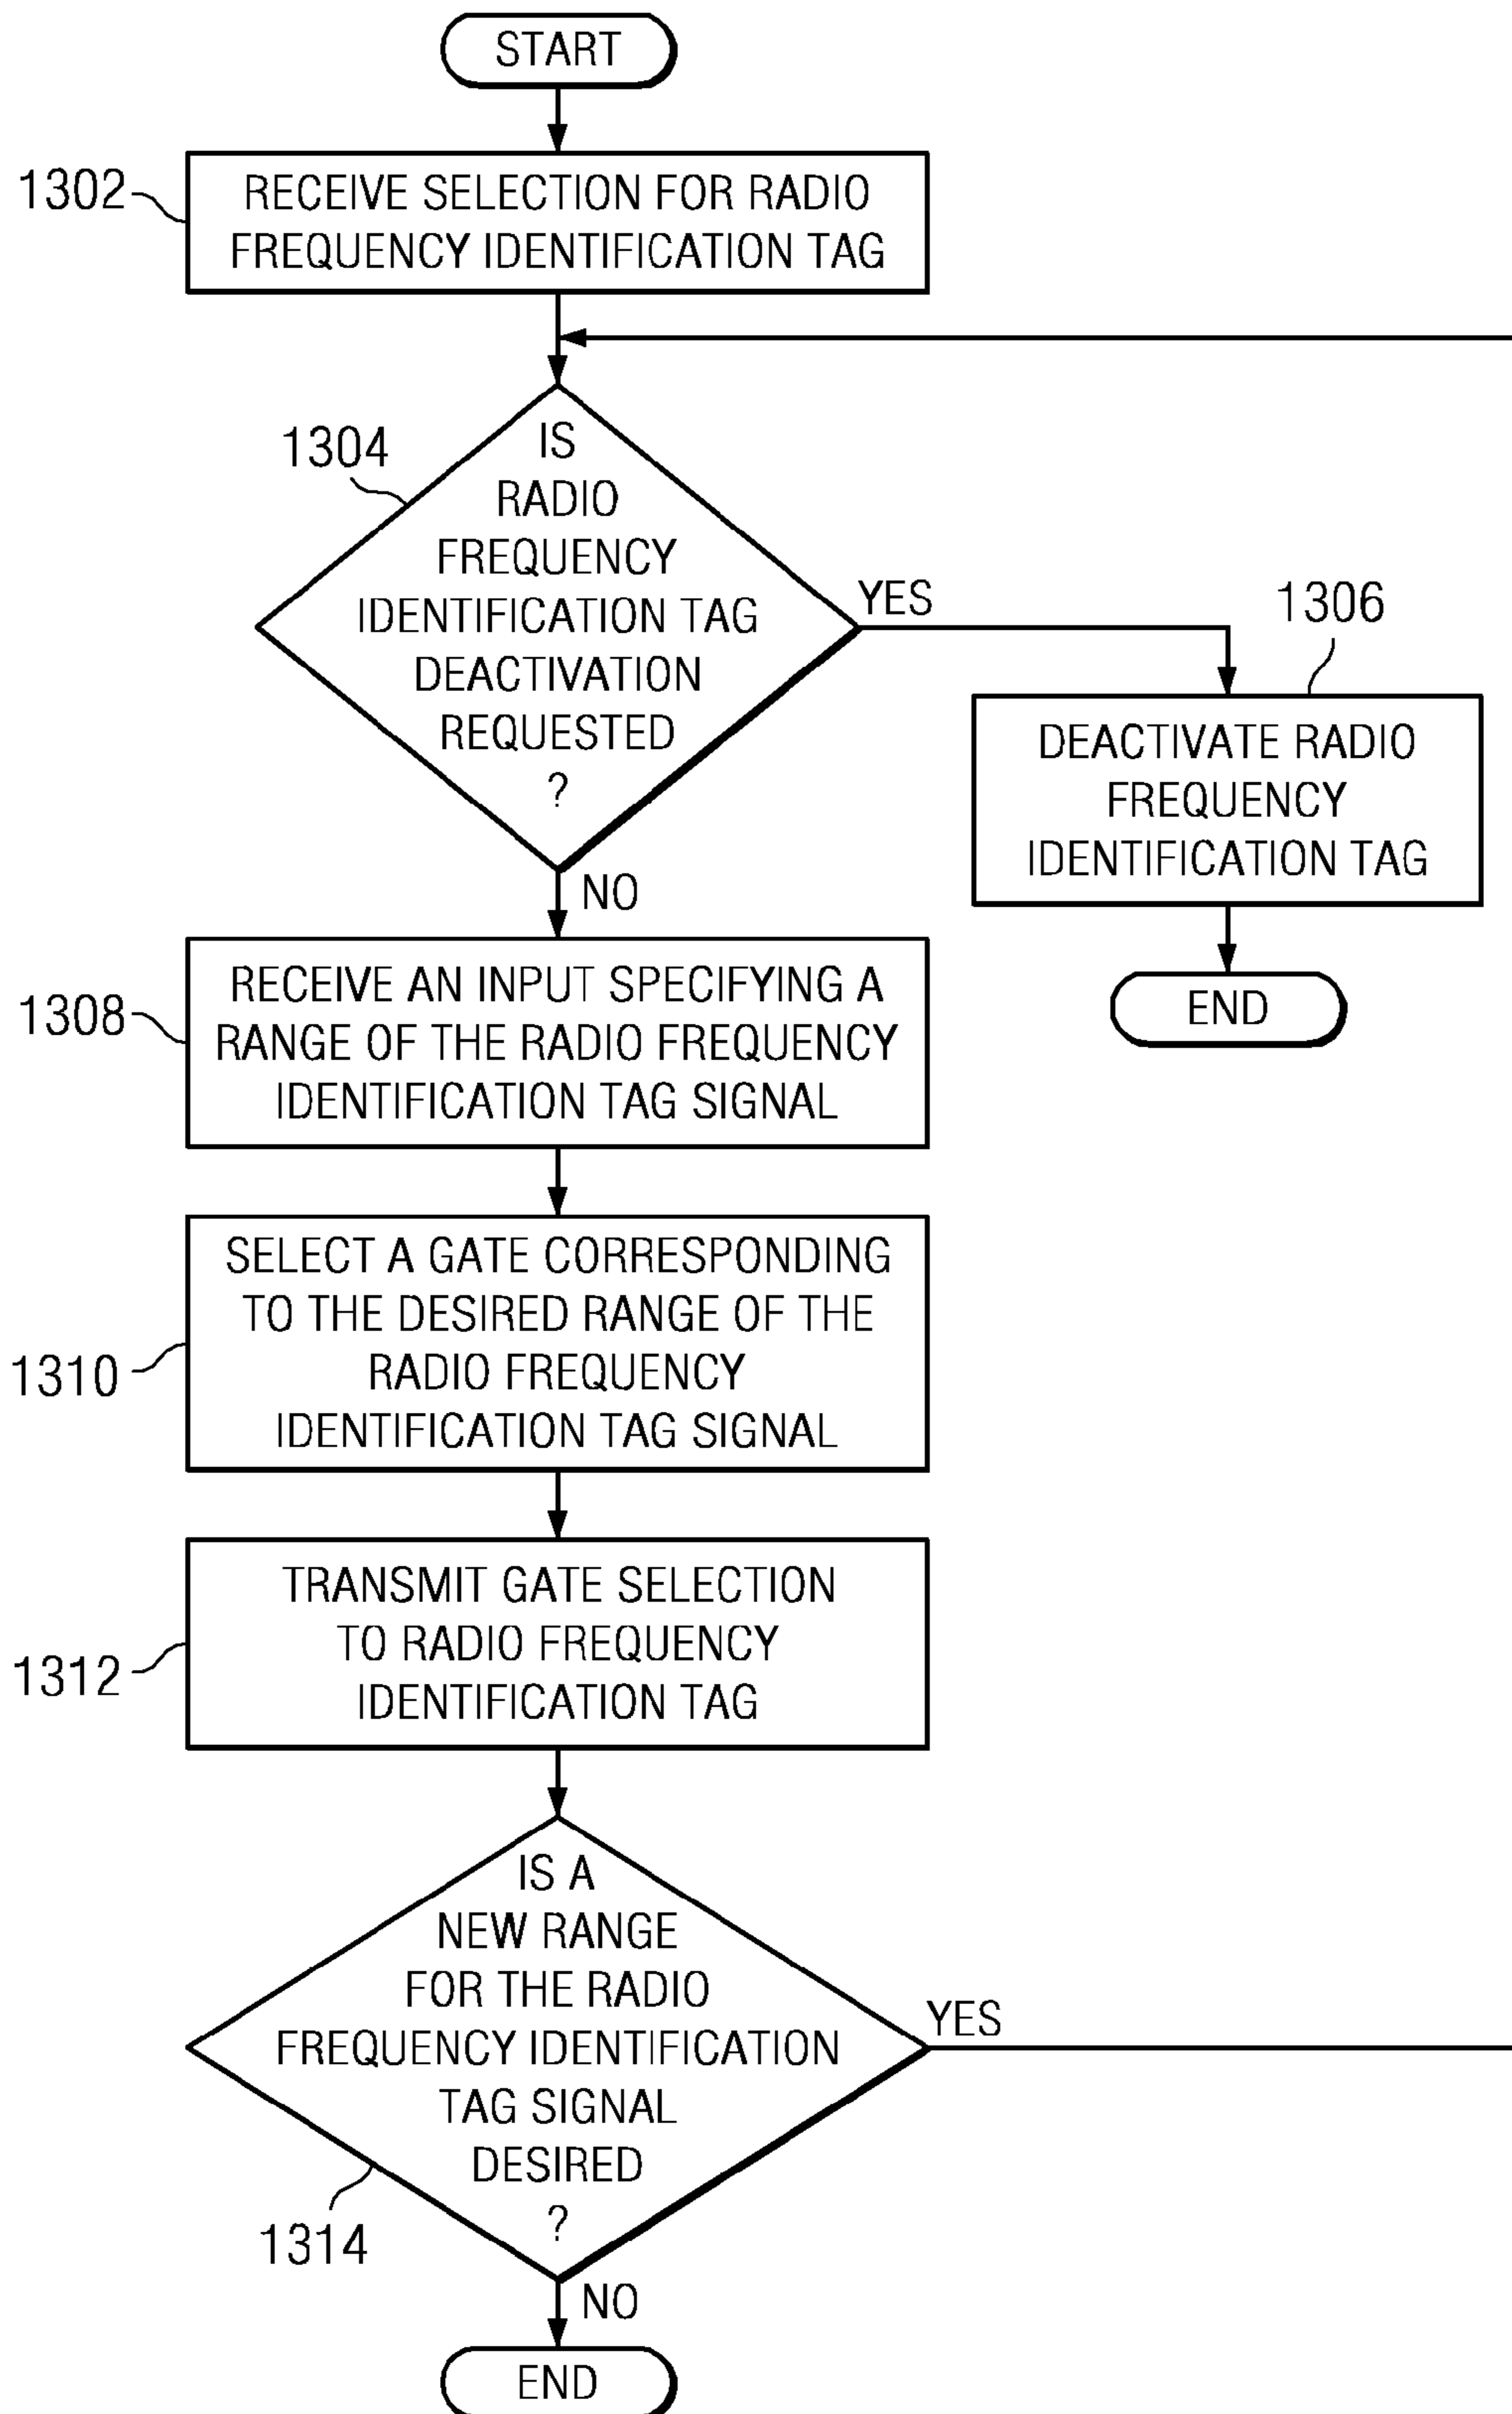 START
1302
RECEIVE SELECTION FOR RADIO
FREQUENCY IDENTIFICATION TAG
1304
IS
RADIO
FREQUENCY
IDENTIFICATION TAG
DEACTIVATION
REQUESTED
?
YES
1306
DEACTIVATE RADIO
FREQUENCY
IDENTIFICATION TAG
END
NO
1308
RECEIVE AN INPUT SPECIFYING A
RANGE OF THE RADIO FREQUENCY
IDENTIFICATION TAG SIGNAL
1310
SELECT A GATE CORRESPONDING
TO THE DESIRED RANGE OF THE
RADIO FREQUENCY
IDENTIFICATION TAG SIGNAL
1312
TRANSMIT GATE SELECTION
TO RADIO FREQUENCY
IDENTIFICATION TAG
1314
IS A
NEW RANGE
FOR THE RADIO
FREQUENCY IDENTIFICATION
TAG SIGNAL
DESIRED
?
YES
NO
END